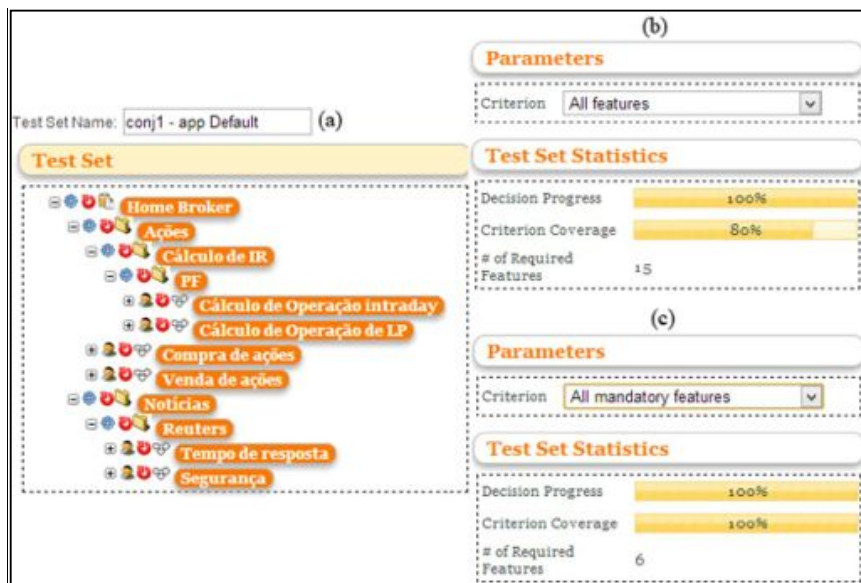 Test Set Name: conj1 - app Default (a)
Test Set
Home Broker
Ações
Cálculo de IR
PF
Cálculo de Operação intraday
Cálculo de Operação de LP
Compra de ações
Venda de ações
Notícias
Reuters
Tempo de resposta
Segurança
(b)
Parameters
Criterion All features
Test Set Statistics
Decision Progress 100%
Criterion Coverage 80%
# of Required
Features 15
(c)
Parameters
Criterion All mandatory features
Test Set Statistics
Decision Progress 100%
Criterion Coverage 100%
# of Required
Features 6